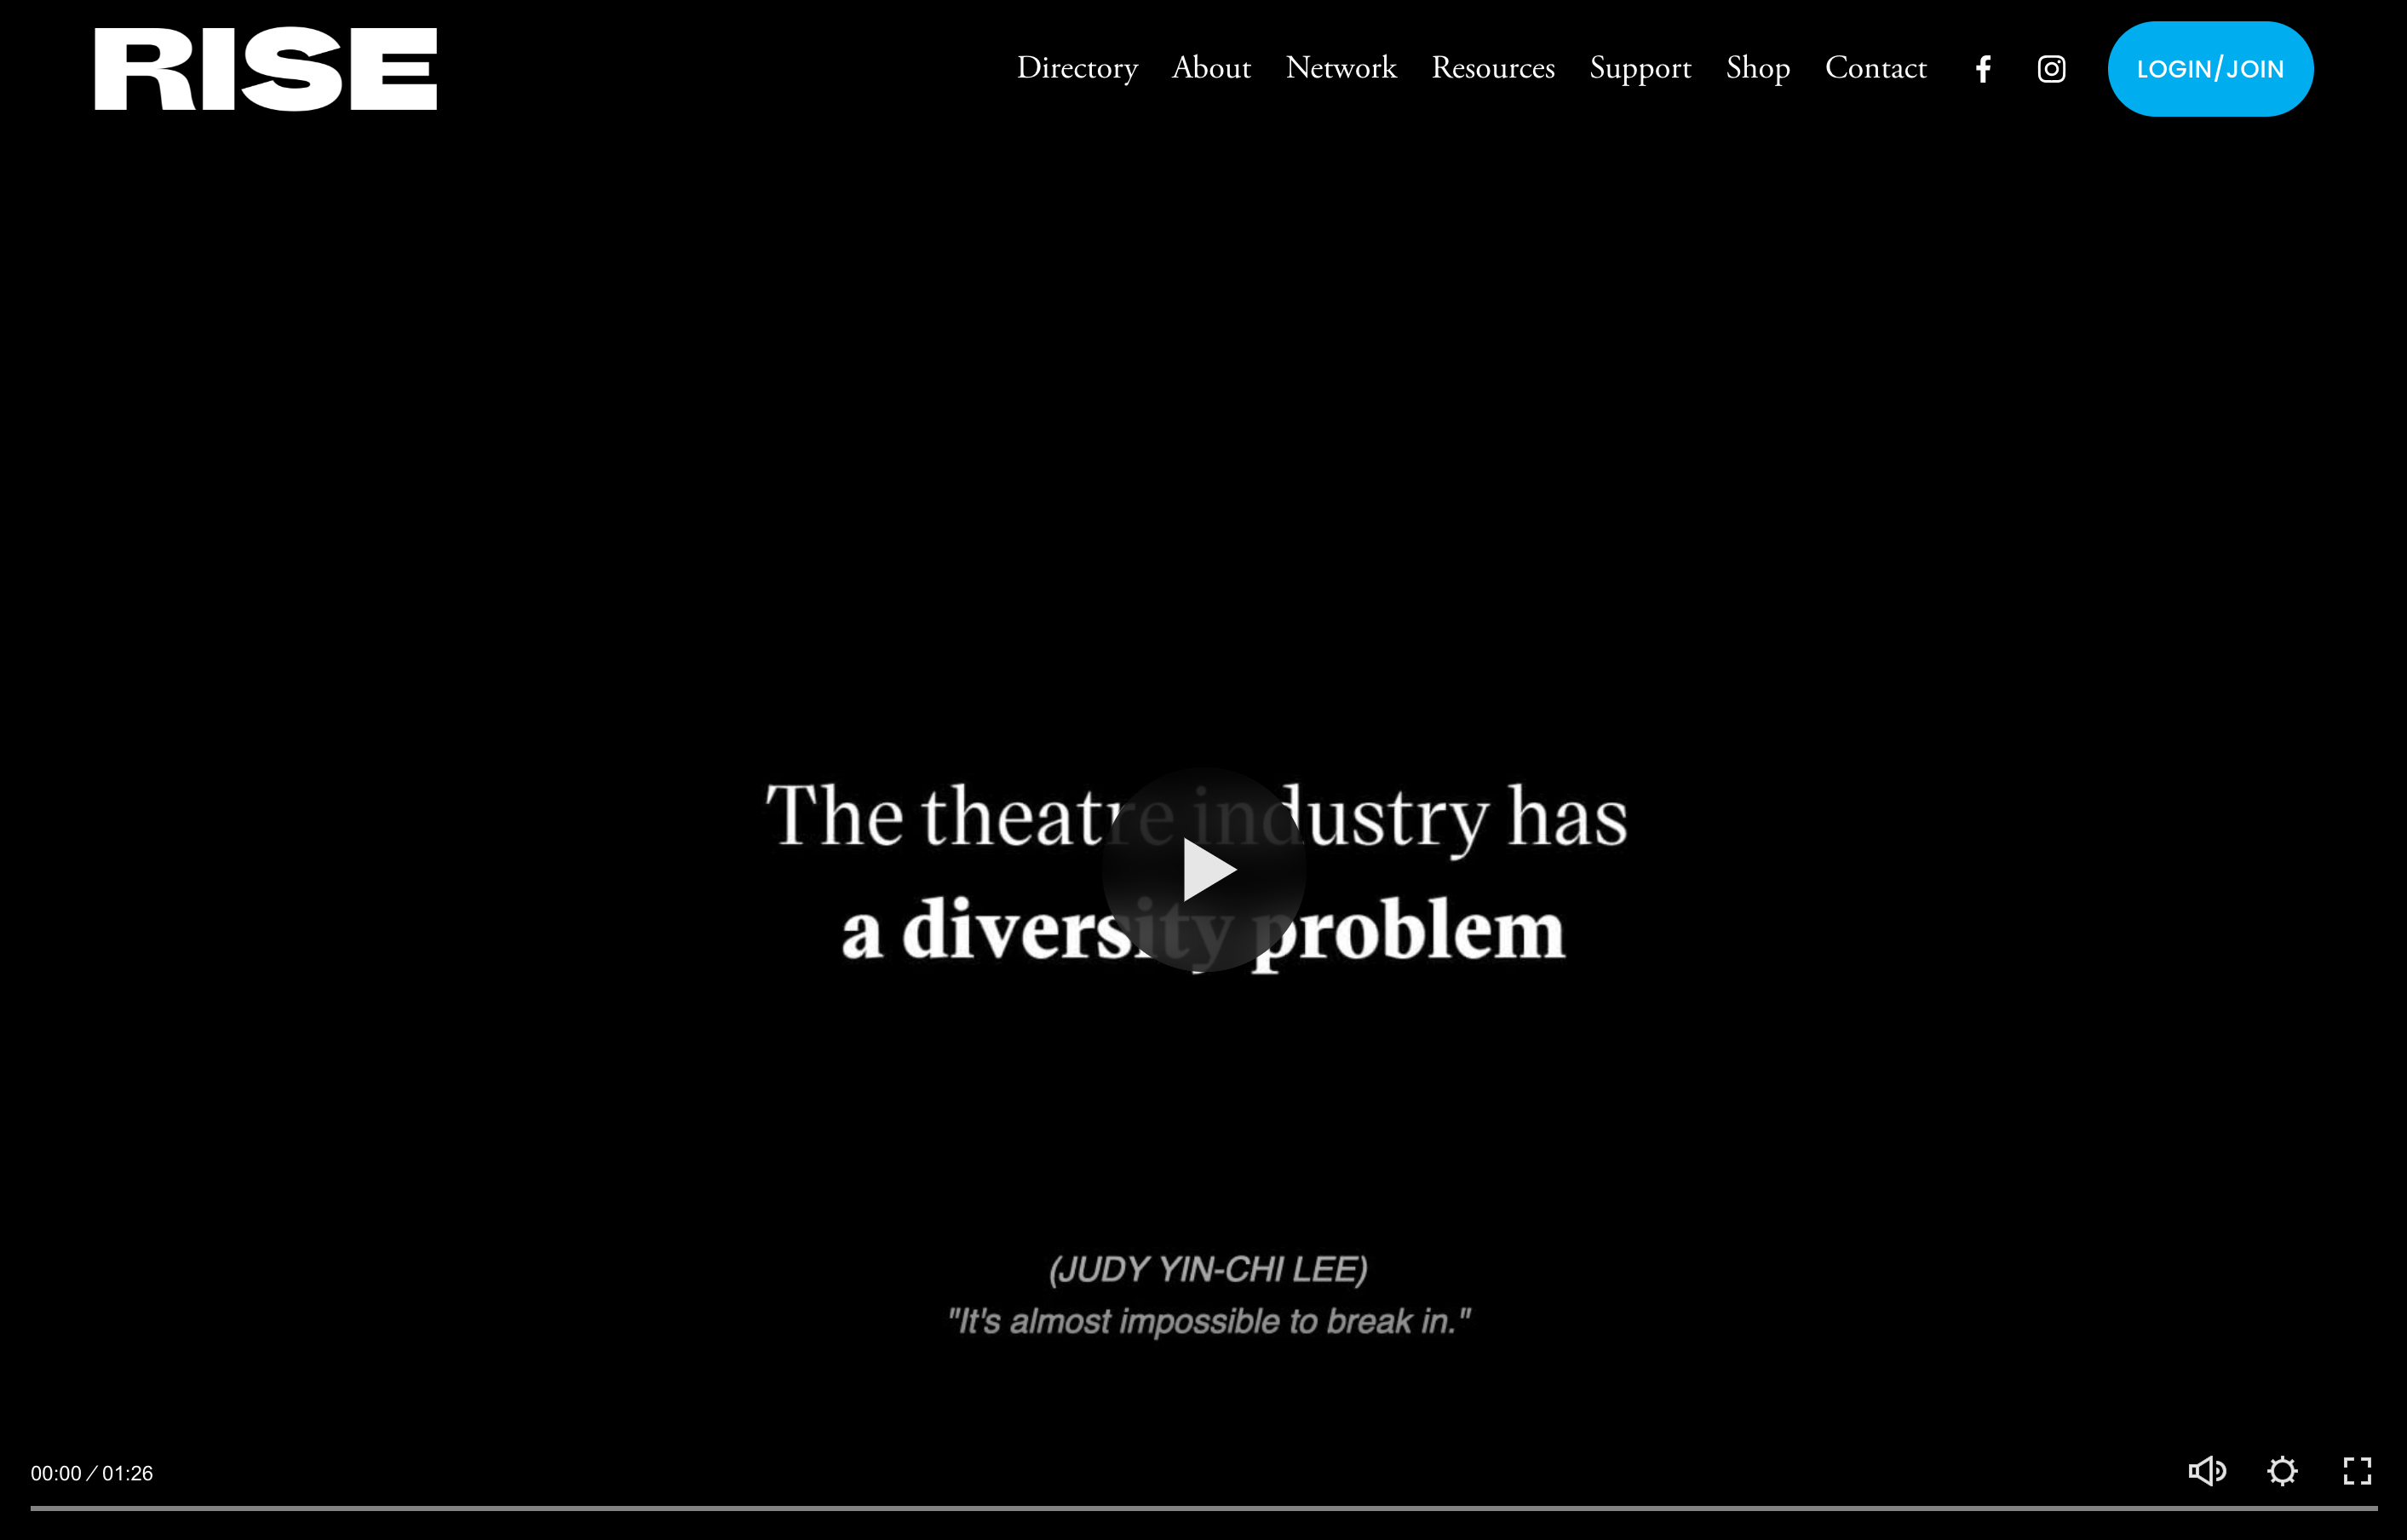 RISE
Directory About Network Resources Support Shop Contact LOGIN/JOIN
The theatre industry has
a diversity problem
(JUDY YIN-CHI LEE)
"It's almost impossible to break in."
00:00 / 01:26